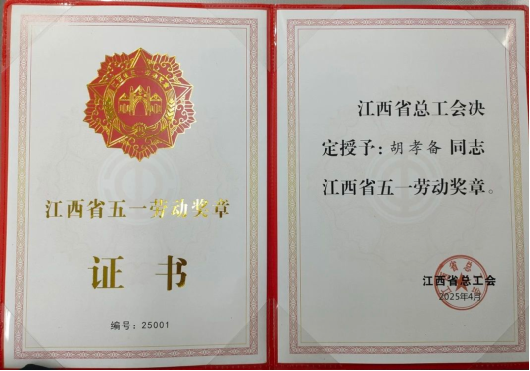 江西省五一劳动奖章
证书
编号：25001
江西省总工会决
定授予：胡孝备 同志
江西省五一劳动奖章。
江西省总工会
2025年4月